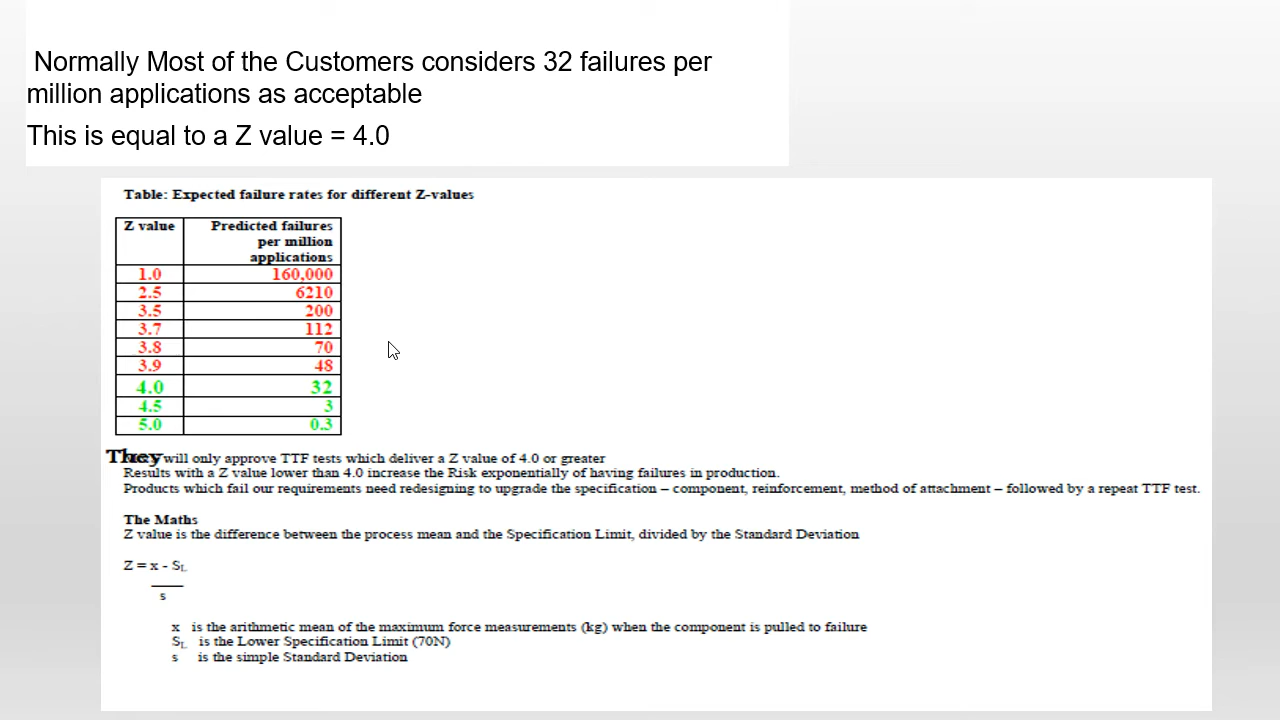 Normally Most of the Customers considers 32 failures per
million applications as acceptable
This is equal to a Z value = 4.0
Table: Expected failure rates for different Z-values
Z value Predicted failures
per million
applications
1.0 160,000
2.5 6210
3.5 200
3.7 112
3.8 70
3.9 48
4.0 32
4.5 3
5.0 0.3
They will only approve TTF tests which deliver a Z value of 4.0 or greater
Results with a Z value lower than 4.0 increase the Risk exponentially of having failures in production.
Products which fail our requirements need redesigning to upgrade the specification – component, reinforcement, method of attachment – followed by a repeat TTF test.
The Maths
Z value is the difference between the process mean and the Specification Limit, divided by the Standard Deviation
Z = x - SL
s
x is the arithmetic mean of the maximum force measurements (kg) when the component is pulled to failure
SL is the Lower Specification Limit (70N)
s is the simple Standard Deviation